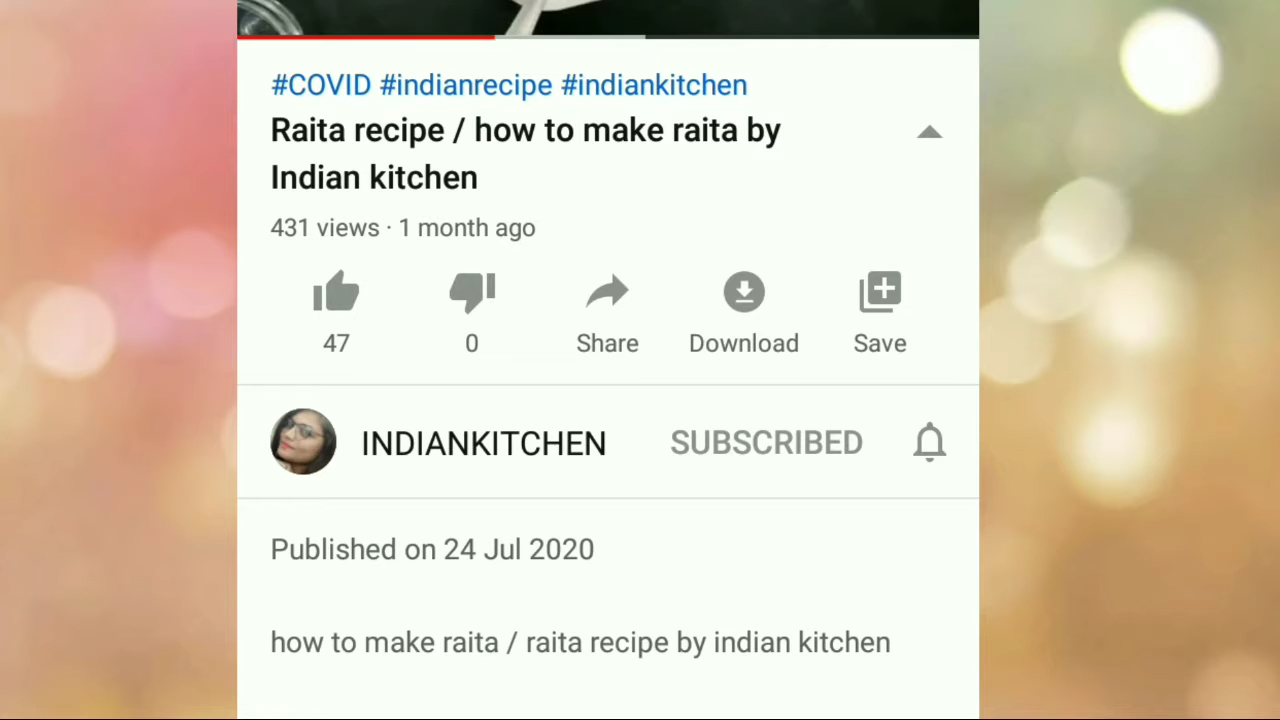 #COVID #indianrecipe #indiankitchen
Raita recipe / how to make raita by
Indian kitchen
431 views · 1 month ago
47
0
Share
Download
Save
INDIANKITCHEN
SUBSCRIBED
Published on 24 Jul 2020
how to make raita / raita recipe by indian kitchen